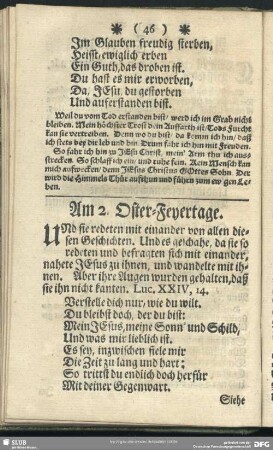 * ( 46 ) *
Im Glauben freudig sterben,
Heisst, ewiglich erben
Ein Guth, das droben ist.
Du hast es mir erworben,
Da, JEsu, du gestorben
Und auferstanden bist.
Weil du vom Tod erstanden bist/ werd ich im Grab nicht
bleiben. Mein höchster Trost dein Auffarth ist/ Tods Furcht
kan sie vertreiben. Denn wo du bist/ da komm ich hin/ daß
ich stets bey dir leb und bin/ Drum fahr ich hin mit Freuden.
So fahr ich hin zu JEsu Christ, mein' Arm thu ich aus-
strecken. So schlaff ich ein/ und ruhe fein, Kein Mensch kan
mich aufwecken/ denn JEsus Christus GOttes Sohn. Der
wird die Himmels Thür aufthun und führen zum ewgen Le-
ben.
Am 2. Oster-Feyertage.
UNd sie redeten mit einander von allen die-
sen Geschichten. Und es geschahe, da sie so
redeten und befragten sich mit einander,
nahete JEsus zu ihnen, und wandelte mit ih-
nen. Aber ihre Augen wurden gehalten, daß
sie ihn nicht kanten. Luc. XXIV, 14.
Verstelle dich nur, wie du wilt.
Du bleibst doch, der du bist:
Mein JEsus, meine Sonn' und Schild,
Und was mir lieblich ist.
Es sey, inzwischen fiele mir
Die Zeit zu lang und hart:
So trittst du endlich doch herfür
Mit deiner Gegenwart.
Siehe
SLUB
DFG